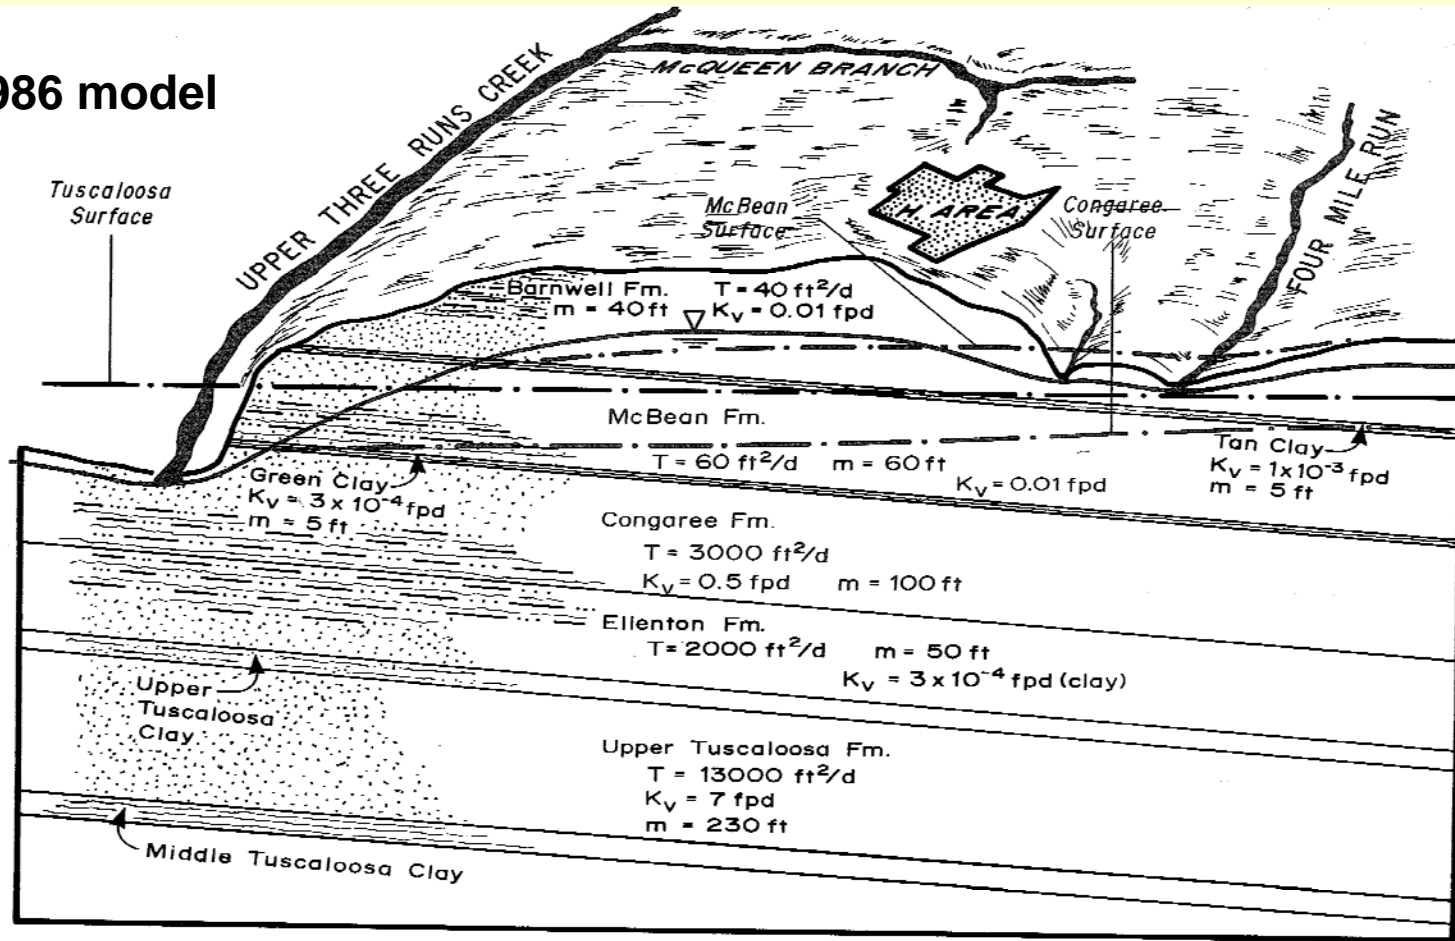 986 model
UPPER THREE RUNS CREEK
McQUEEN BRANCH
FOUR MILE RUN
Tuscaloosa
Surface
McBean
Surface
H AREA
Congaree
Surface
Barnwell Fm. T = 40 ft²/d
m = 40 ft Kᵥ = 0.01 fpd
McBean Fm.
T = 60 ft²/d m = 60 ft
Kᵥ = 0.01 fpd
Tan Clay
Kᵥ = 1x10⁻³ fpd
m = 5 ft
Green Clay
Kᵥ = 3 x 10⁻⁴ fpd
m = 5 ft
Congaree Fm.
T = 3000 ft²/d
Kᵥ = 0.5 fpd m = 100 ft
Ellenton Fm.
T = 2000 ft²/d m = 50 ft
Kᵥ = 3 x 10⁻⁴ fpd (clay)
Upper
Tuscaloosa
Clay
Upper Tuscaloosa Fm.
T = 13000 ft²/d
Kᵥ = 7 fpd
m = 230 ft
Middle Tuscaloosa Clay